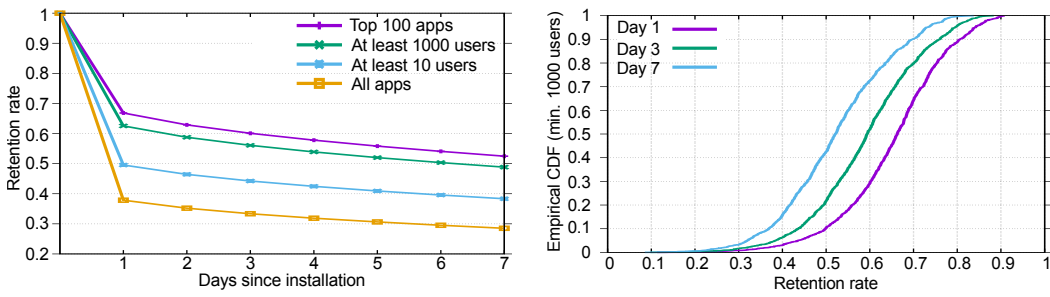 Top 100 apps
At least 1000 users
At least 10 users
All apps
Retention rate
1
0.9
0.8
0.7
0.6
0.5
0.4
0.3
0.2
1 2 3 4 5 6 7
Days since installation
Day 1
Day 3
Day 7
Empirical CDF (min. 1000 users)
1
0.9
0.8
0.7
0.6
0.5
0.4
0.3
0.2
0.1
0
0 0.1 0.2 0.3 0.4 0.5 0.6 0.7 0.8 0.9 1
Retention rate